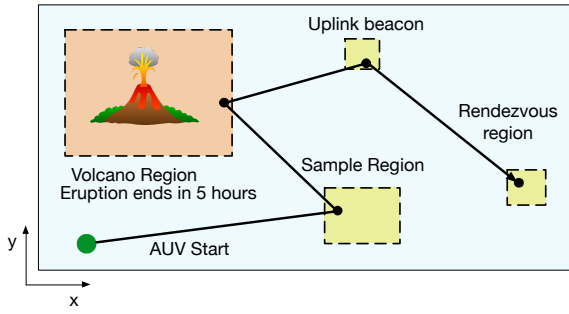 Uplink beacon
Rendezvous
region
Volcano Region
Eruption ends in 5 hours
Sample Region
AUV Start
y
x